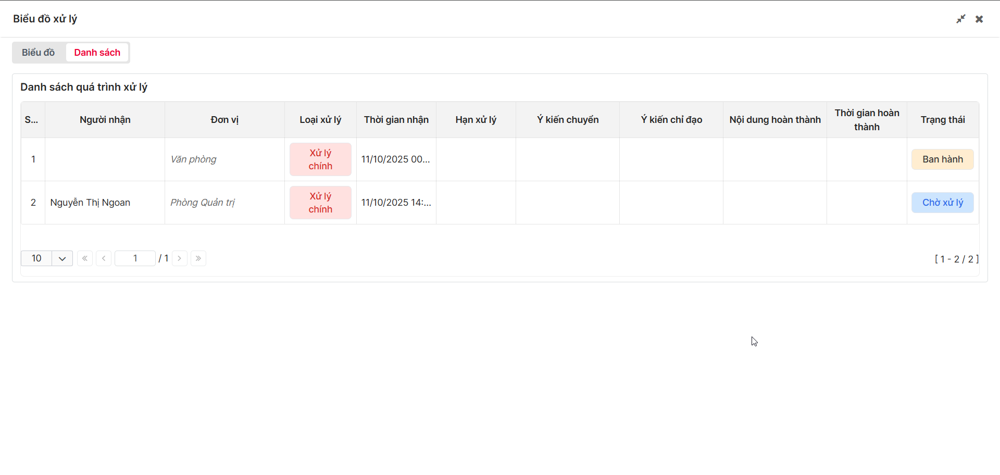 Biểu đồ xử lý
Biểu đồ Danh sách
Danh sách quá trình xử lý
S... Người nhận Đơn vị Loại xử lý Thời gian nhận Hạn xử lý Ý kiến chuyển Ý kiến chỉ đạo Nội dung hoàn thành Thời gian hoàn thành Trạng thái
1 Văn phòng Xử lý chính 11/10/2025 00... Ban hành
2 Nguyễn Thị Ngoan Phòng Quản trị Xử lý chính 11/10/2025 14:... Chờ xử lý
10 « ‹ 1 / 1 › » [ 1 - 2 / 2 ]